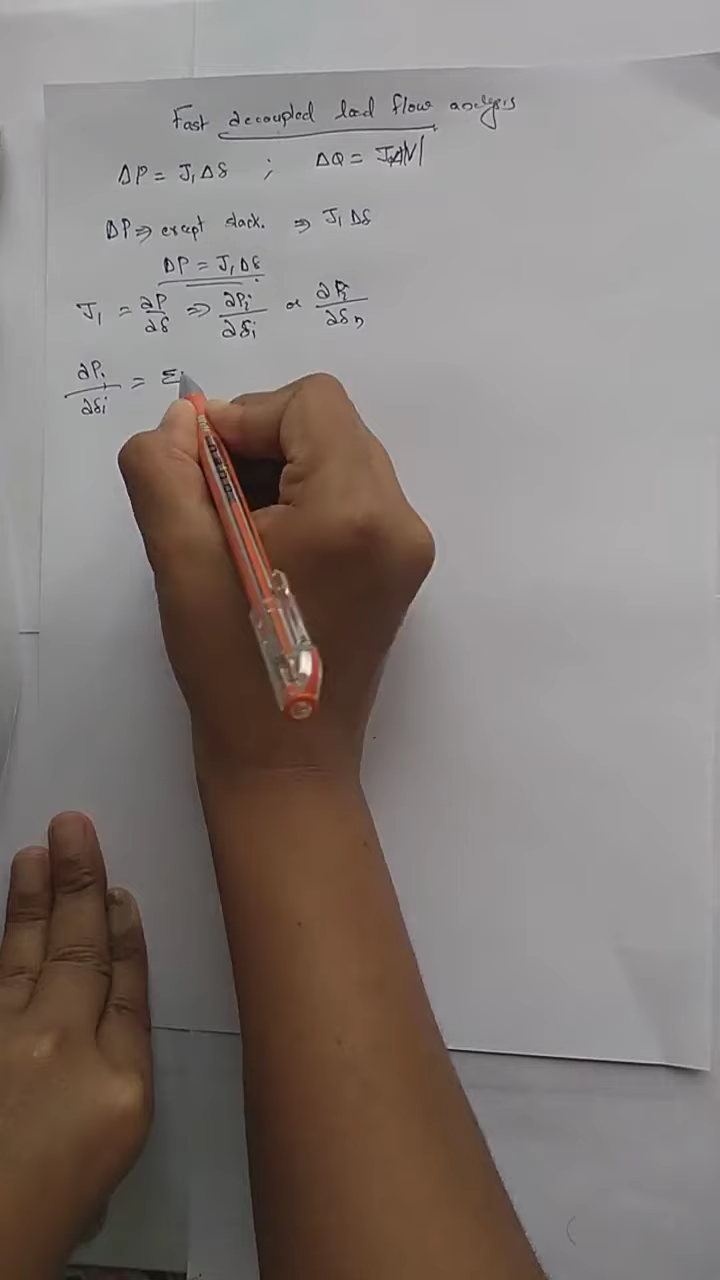 Fast decoupled load flow analysis
ΔP = J₁Δδ ; ΔQ = J₄Δ|V|
ΔP ⇒ except slack. ⇒ J₁ Δδ
ΔP = J₁Δδ
J₁ = ∂P/∂δ ⇒ ∂Pᵢ/∂δᵢ or ∂Pᵢ/∂δₙ
∂Pᵢ/∂δᵢ = Σ